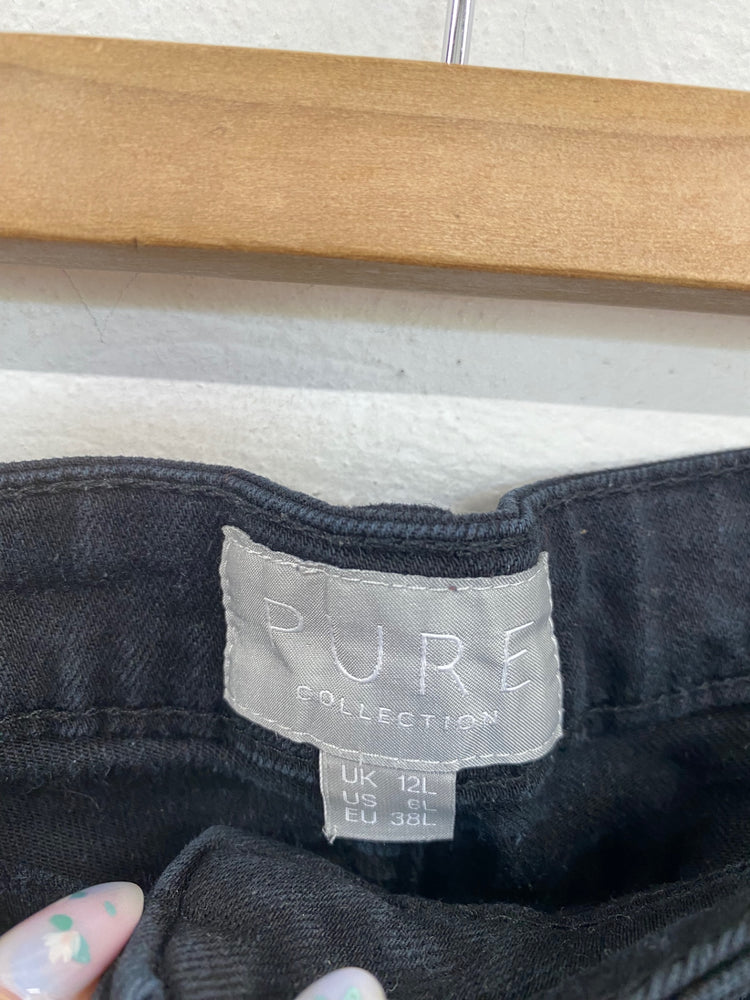 PURE
COLLECTION
UK 12L
US 8L
EU 38L